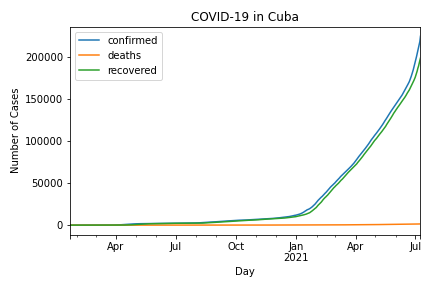 COVID-19 in Cuba
confirmed
deaths
recovered
Number of Cases
200000
150000
100000
50000
0
Apr
Jul
Oct
Jan
2021
Apr
Jul
Day